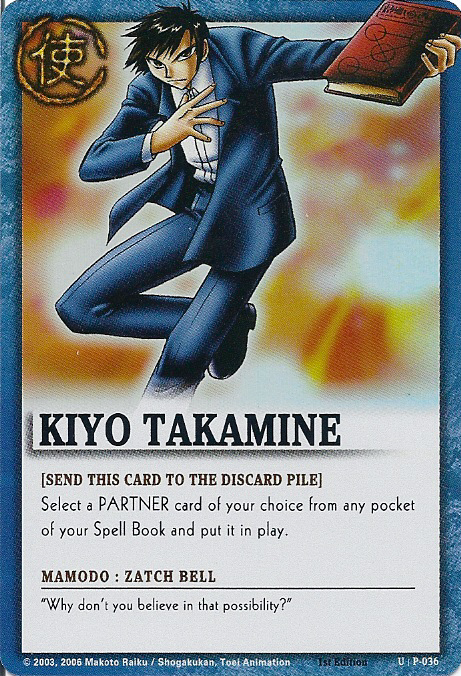 使
KIYO TAKAMINE
[SEND THIS CARD TO THE DISCARD PILE]
Select a PARTNER card of your choice from any pocket
of your Spell Book and put it in play.
MAMODO : ZATCH BELL
"Why don't you believe in that possibility?"
© 2003, 2006 Makoto Raiku / Shogakukan, Toei Animation 1st Edition U | P-036